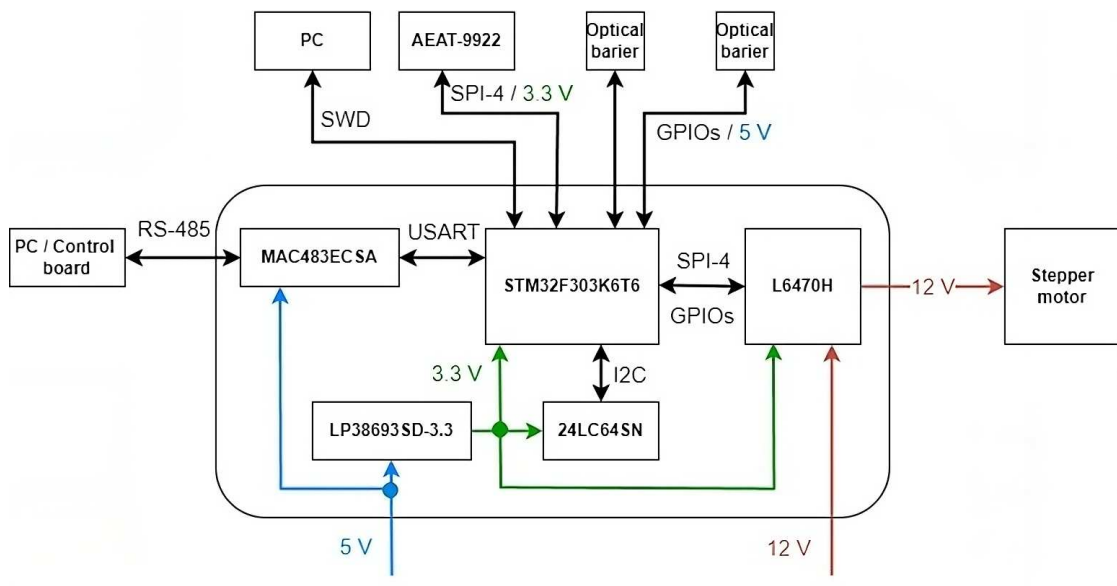 PC
AEAT-9922
Optical
barier
Optical
barier
SPI-4 / 3.3 V
SWD
GPIOs / 5 V
RS-485
USART
PC / Control
board
MAC483ECSA
STM32F303K6T6
SPI-4
GPIOs
L6470H
12 V
Stepper
motor
3.3 V
I2C
LP38693SD-3.3
24LC64SN
5 V
12 V